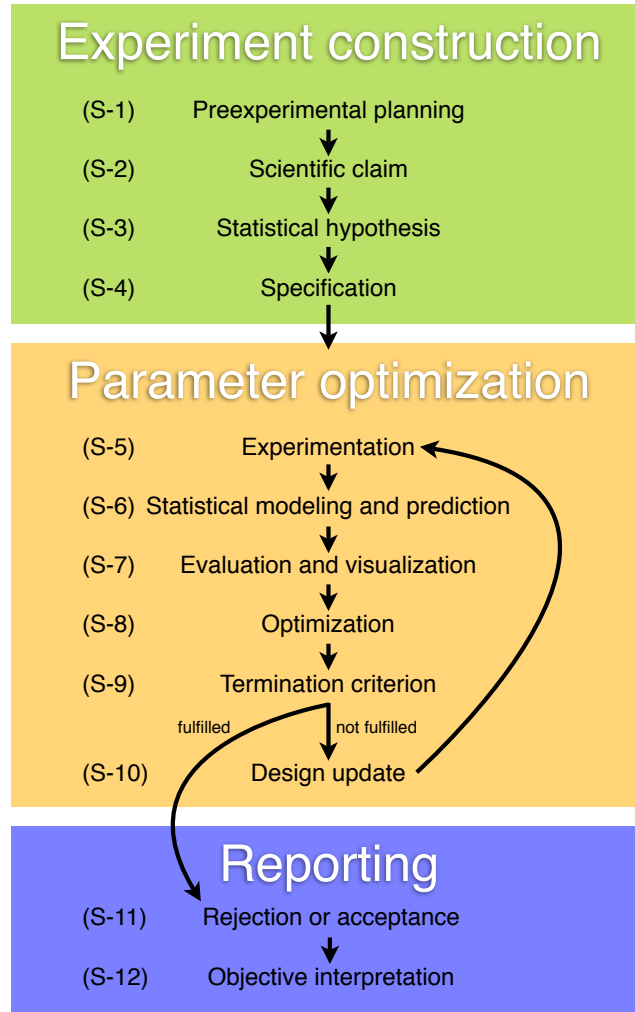 Experiment construction
(S-1) Preexperimental planning
(S-2) Scientific claim
(S-3) Statistical hypothesis
(S-4) Specification
Parameter optimization
(S-5) Experimentation
(S-6) Statistical modeling and prediction
(S-7) Evaluation and visualization
(S-8) Optimization
(S-9) Termination criterion
fulfilled not fulfilled
(S-10) Design update
Reporting
(S-11) Rejection or acceptance
(S-12) Objective interpretation